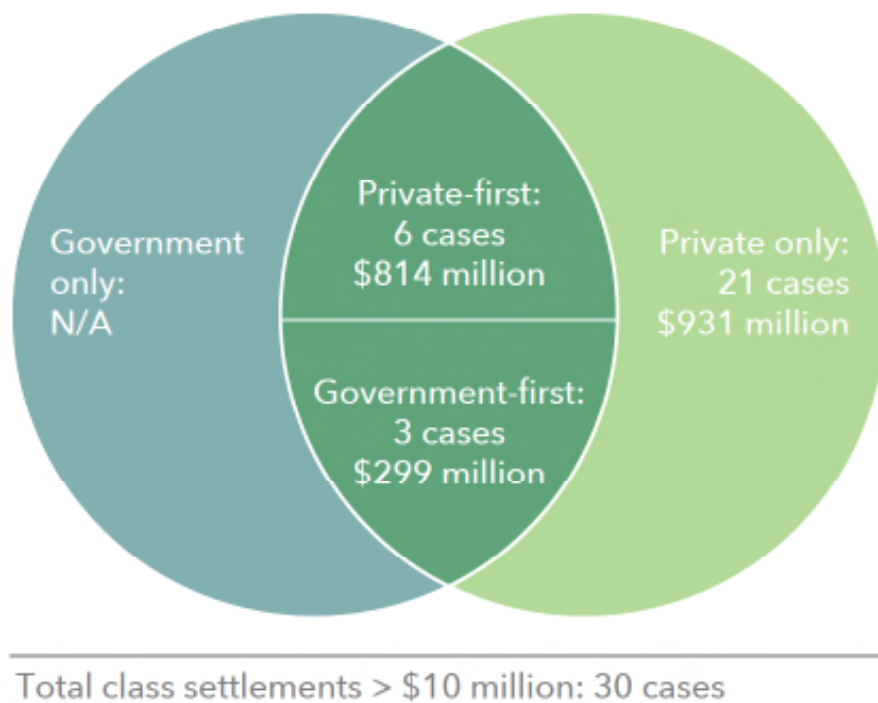 Government
only:
N/A
Private-first:
6 cases
$814 million
Government-first:
3 cases
$299 million
Private only:
21 cases
$931 million
Total class settlements > $10 million: 30 cases